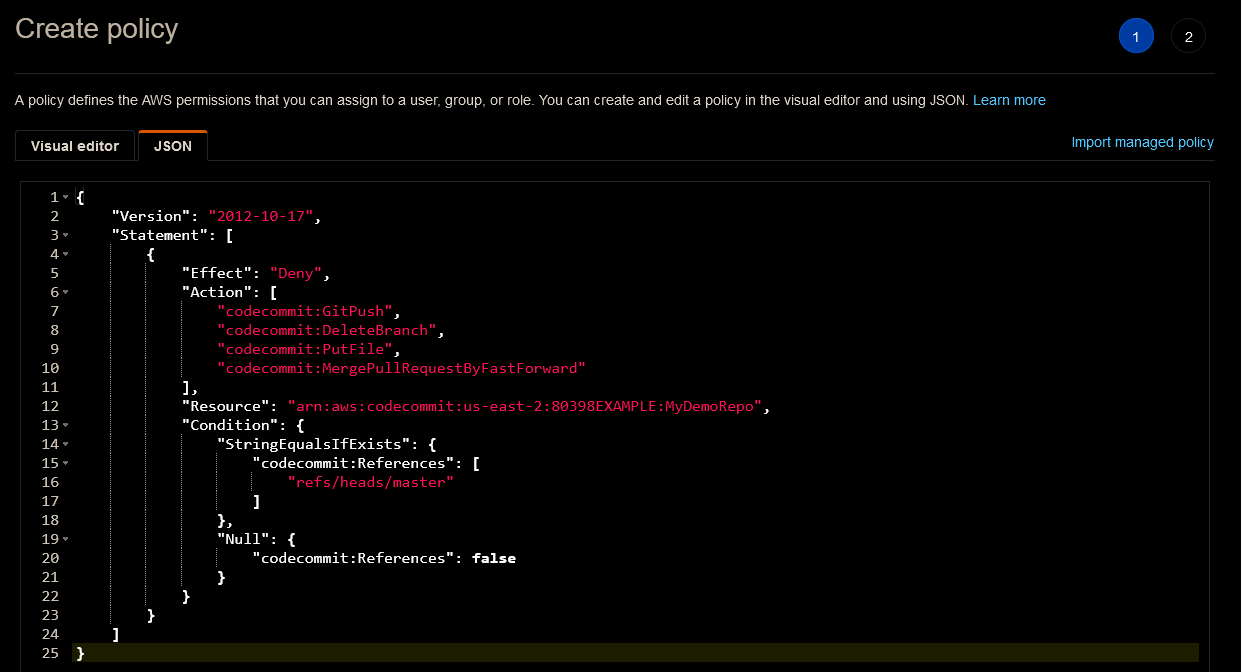 Create policy
1 2
A policy defines the AWS permissions that you can assign to a user, group, or role. You can create and edit a policy in the visual editor and using JSON. Learn more
Visual editor JSON Import managed policy
1 {
2 "Version": "2012-10-17",
3 "Statement": [
4 {
5 "Effect": "Deny",
6 "Action": [
7 "codecommit:GitPush",
8 "codecommit:DeleteBranch",
9 "codecommit:PutFile",
10 "codecommit:MergePullRequestByFastForward"
11 ],
12 "Resource": "arn:aws:codecommit:us-east-2:80398EXAMPLE:MyDemoRepo",
13 "Condition": {
14 "StringEqualsIfExists": {
15 "codecommit:References": [
16 "refs/heads/master"
17 ]
18 },
19 "Null": {
20 "codecommit:References": false
21 }
22 }
23 }
24 ]
25 }